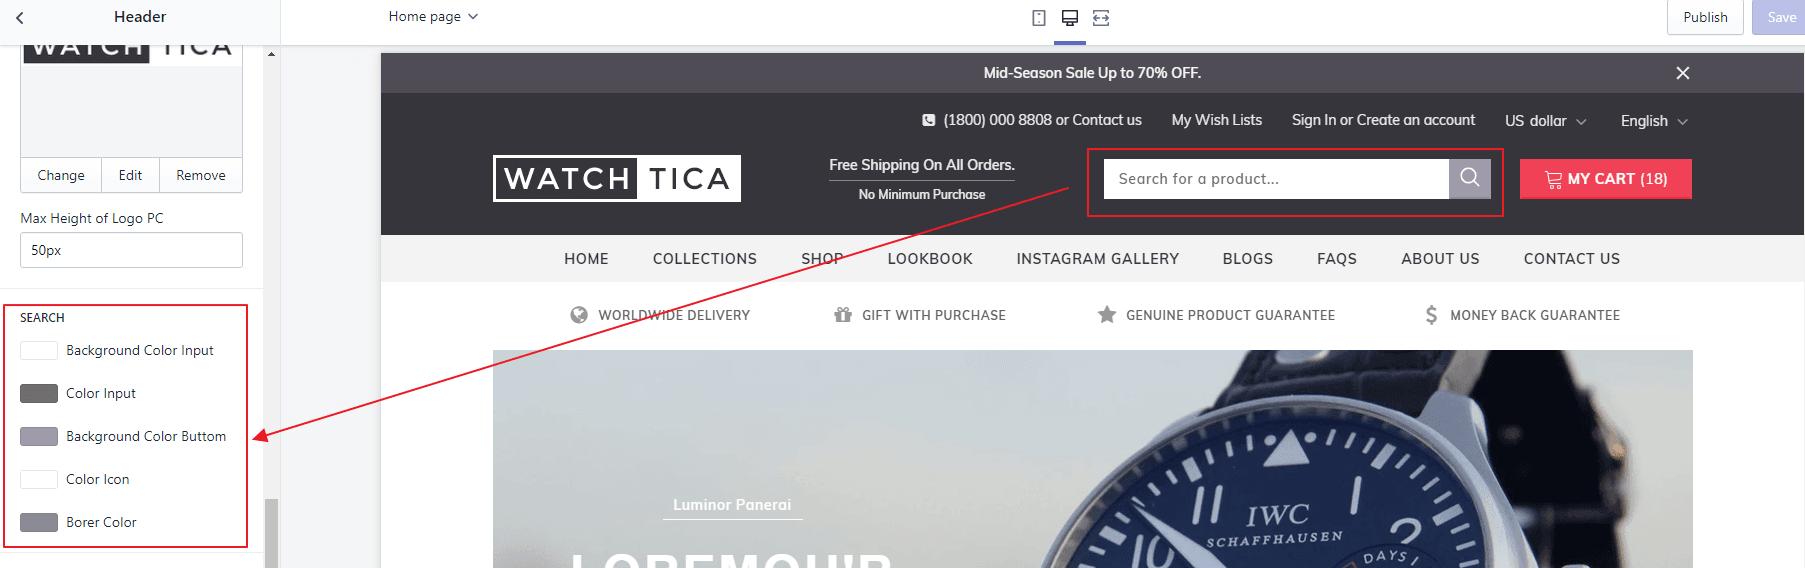 Header
Home page
Publish
Save
WATCH TICA
Change Edit Remove
Max Height of Logo PC
50px
SEARCH
Background Color Input
Color Input
Background Color Buttom
Color Icon
Borer Color
Mid-Season Sale Up to 70% OFF.
(1800) 000 8808 or Contact us My Wish Lists Sign In or Create an account US dollar English
WATCH TICA
Free Shipping On All Orders.
No Minimum Purchase
Search for a product...
MY CART (18)
HOME COLLECTIONS SHOP LOOKBOOK INSTAGRAM GALLERY BLOGS FAQS ABOUT US CONTACT US
WORLDWIDE DELIVERY GIFT WITH PURCHASE GENUINE PRODUCT GUARANTEE $ MONEY BACK GUARANTEE
Luminor Panerai
LOREMQU'R
IWC
SCHAFFHAUSEN
DAYS
10
11
1
2